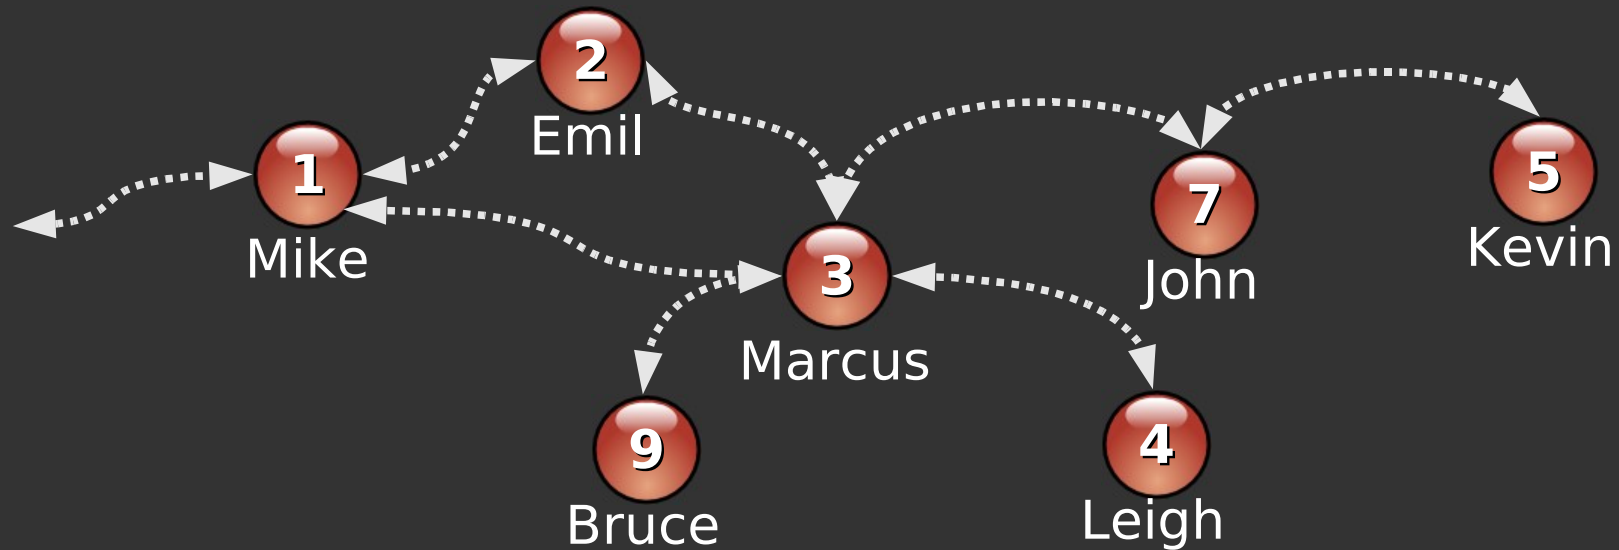 2
Emil
1
Mike
3
Marcus
7
John
5
Kevin
9
Bruce
4
Leigh